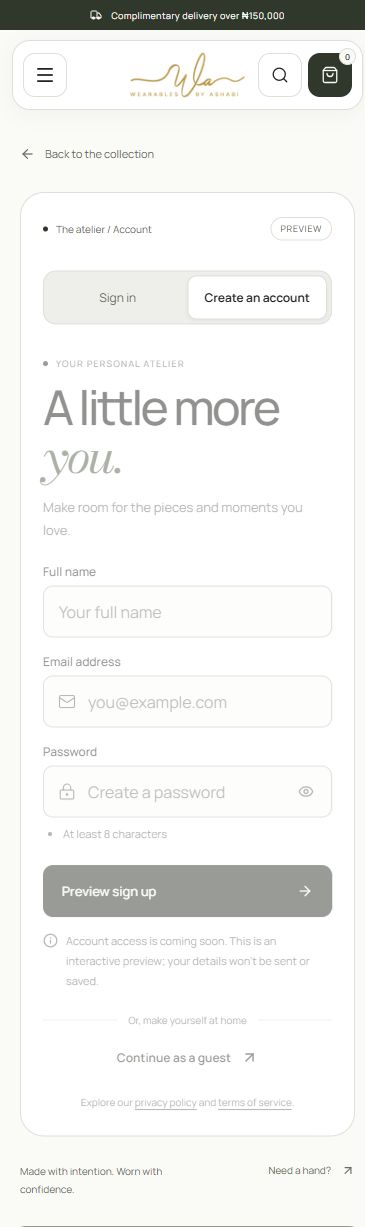 Complimentary delivery over ₦150,000
Wla
WEARABLES BY ASHABI
0
Back to the collection
The atelier / Account
PREVIEW
Sign in
Create an account
YOUR PERSONAL ATELIER
A little more
you.
Make room for the pieces and moments you
love.
Full name
Your full name
Email address
you@example.com
Password
Create a password
At least 8 characters
Preview sign up
Account access is coming soon. This is an
interactive preview; your details won't be sent or
saved.
Or, make yourself at home
Continue as a guest
Explore our privacy policy and terms of service.
Made with intention. Worn with
confidence.
Need a hand?